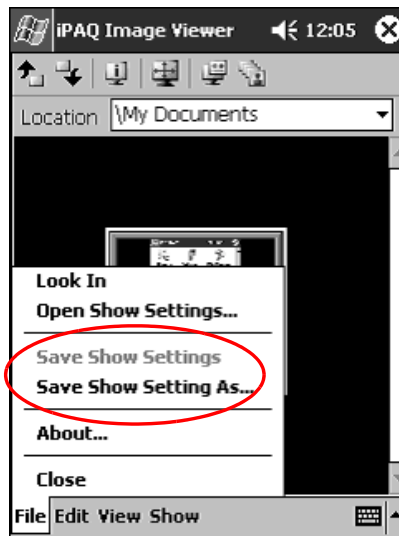 iPAQ Image Viewer 12:05
Location \My Documents
Look In
Open Show Settings...
Save Show Settings
Save Show Setting As...
About...
Close
File Edit View Show